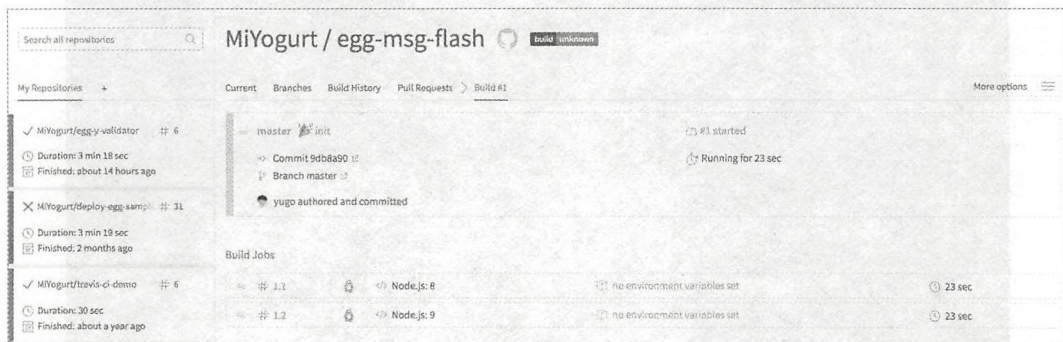 Search all repositories
MiYogurt / egg-msg-flash build unknown
My Repositories +
Current Branches Build History Pull Requests Build #1 More options
MiYogurt/egg-y-validator # 6
Duration: 3 min 18 sec
Finished: about 14 hours ago
MiYogurt/deploy-egg-sampl # 31
Duration: 3 min 19 sec
Finished: 2 months ago
MiYogurt/travis-ci-demo # 6
Duration: 30 sec
Finished: about a year ago
master init
Commit 9db8a90
Branch master
yugo authored and committed
#1 started
Running for 23 sec
Build Jobs
# 1.1 </> Node.js: 8 no environment variables set 23 sec
# 1.2 </> Node.js: 9 no environment variables set 23 sec